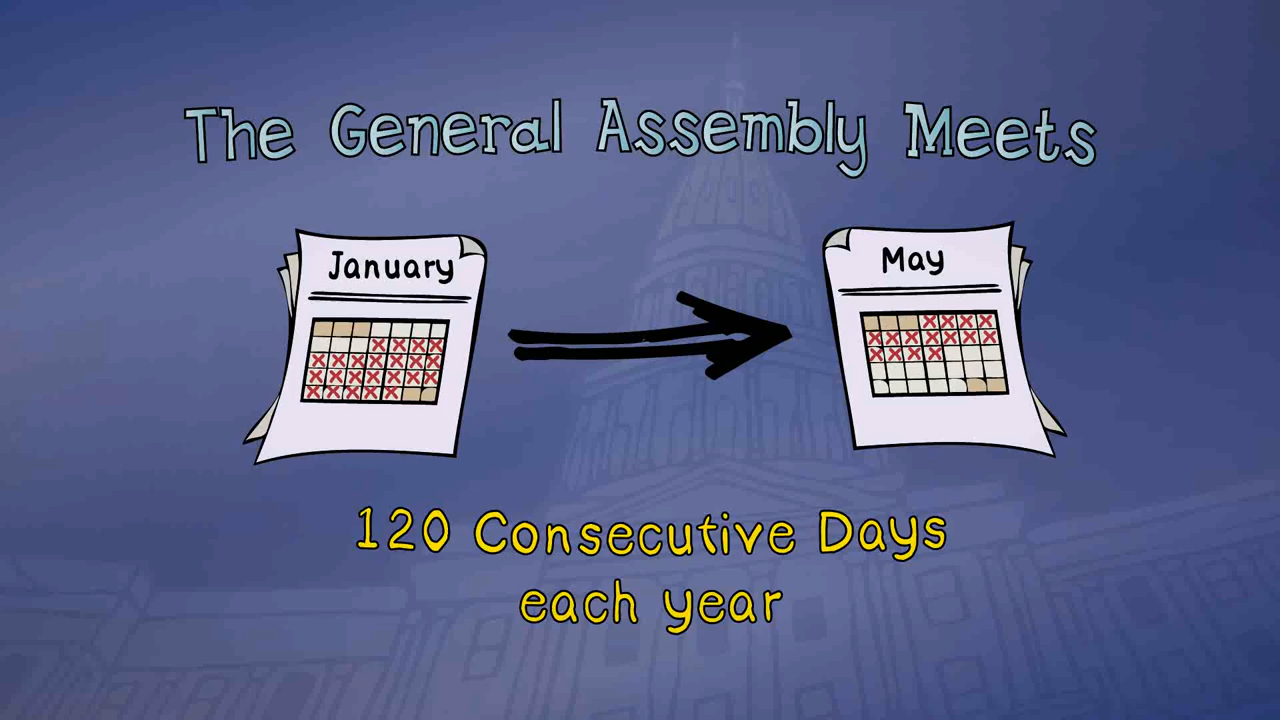 The General Assembly Meets
January
May
120 Consecutive Days
each year